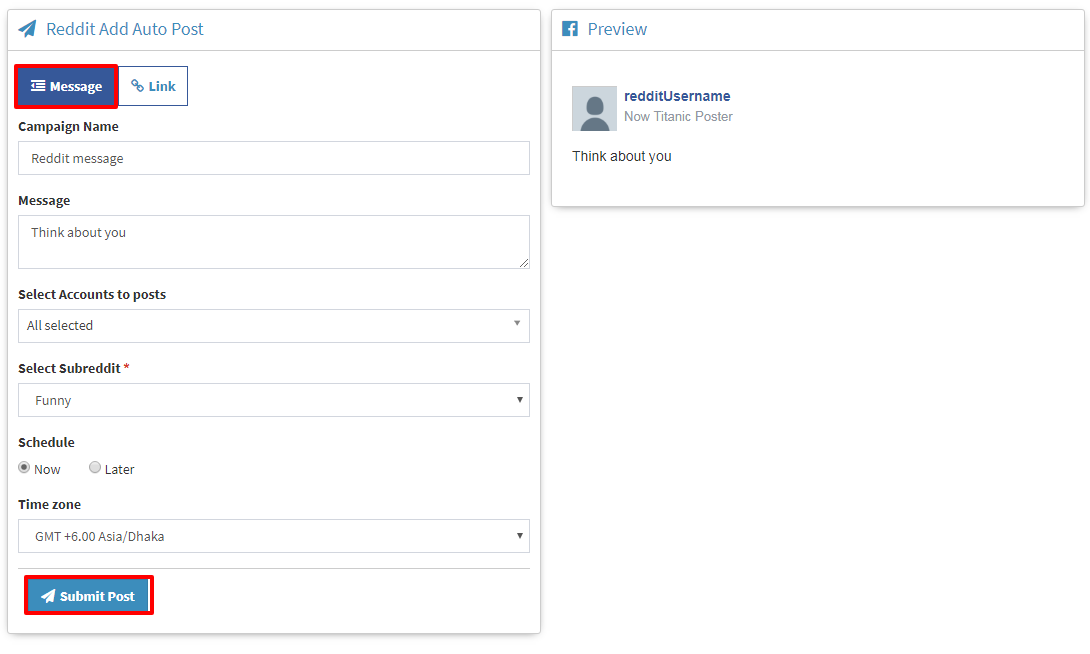 Reddit Add Auto Post
Message
Link
Campaign Name
Reddit message
Message
Think about you
Select Accounts to posts
All selected
Select Subreddit *
Funny
Schedule
Now
Later
Time zone
GMT +6.00 Asia/Dhaka
Submit Post
Preview
redditUsername
Now Titanic Poster
Think about you